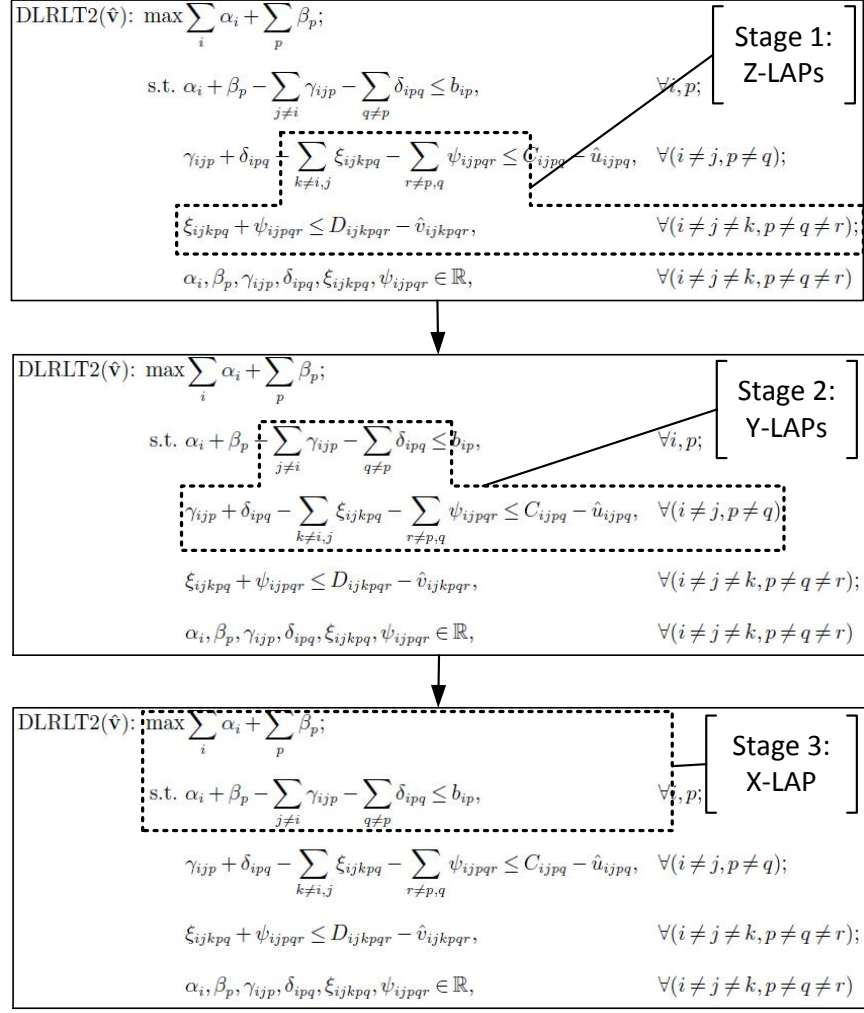 DLRLT2(v̂): max ∑_i α_i + ∑_p β_p;
Stage 1:
Z-LAPs
s.t. α_i + β_p − ∑_{j≠i} γ_{ijp} − ∑_{q≠p} δ_{ipq} ≤ b_{ip}, ∀i, p;
γ_{ijp} + δ_{ipq} − ∑_{k≠i,j} ξ_{ijkpq} − ∑_{r≠p,q} ψ_{ijpqr} ≤ C_{ijpq} − û_{ijpq}, ∀(i ≠ j, p ≠ q);
ξ_{ijkpq} + ψ_{ijpqr} ≤ D_{ijkpqr} − v̂_{ijkpqr}, ∀(i ≠ j ≠ k, p ≠ q ≠ r);
α_i, β_p, γ_{ijp}, δ_{ipq}, ξ_{ijkpq}, ψ_{ijpqr} ∈ ℝ, ∀(i ≠ j ≠ k, p ≠ q ≠ r)
DLRLT2(v̂): max ∑_i α_i + ∑_p β_p;
Stage 2:
Y-LAPs
s.t. α_i + β_p − ∑_{j≠i} γ_{ijp} − ∑_{q≠p} δ_{ipq} ≤ b_{ip}, ∀i, p;
γ_{ijp} + δ_{ipq} − ∑_{k≠i,j} ξ_{ijkpq} − ∑_{r≠p,q} ψ_{ijpqr} ≤ C_{ijpq} − û_{ijpq}, ∀(i ≠ j, p ≠ q)
ξ_{ijkpq} + ψ_{ijpqr} ≤ D_{ijkpqr} − v̂_{ijkpqr}, ∀(i ≠ j ≠ k, p ≠ q ≠ r);
α_i, β_p, γ_{ijp}, δ_{ipq}, ξ_{ijkpq}, ψ_{ijpqr} ∈ ℝ, ∀(i ≠ j ≠ k, p ≠ q ≠ r)
DLRLT2(v̂): max ∑_i α_i + ∑_p β_p;
Stage 3:
X-LAP
s.t. α_i + β_p − ∑_{j≠i} γ_{ijp} − ∑_{q≠p} δ_{ipq} ≤ b_{ip}, ∀i, p;
γ_{ijp} + δ_{ipq} − ∑_{k≠i,j} ξ_{ijkpq} − ∑_{r≠p,q} ψ_{ijpqr} ≤ C_{ijpq} − û_{ijpq}, ∀(i ≠ j, p ≠ q);
ξ_{ijkpq} + ψ_{ijpqr} ≤ D_{ijkpqr} − v̂_{ijkpqr}, ∀(i ≠ j ≠ k, p ≠ q ≠ r);
α_i, β_p, γ_{ijp}, δ_{ipq}, ξ_{ijkpq}, ψ_{ijpqr} ∈ ℝ, ∀(i ≠ j ≠ k, p ≠ q ≠ r)